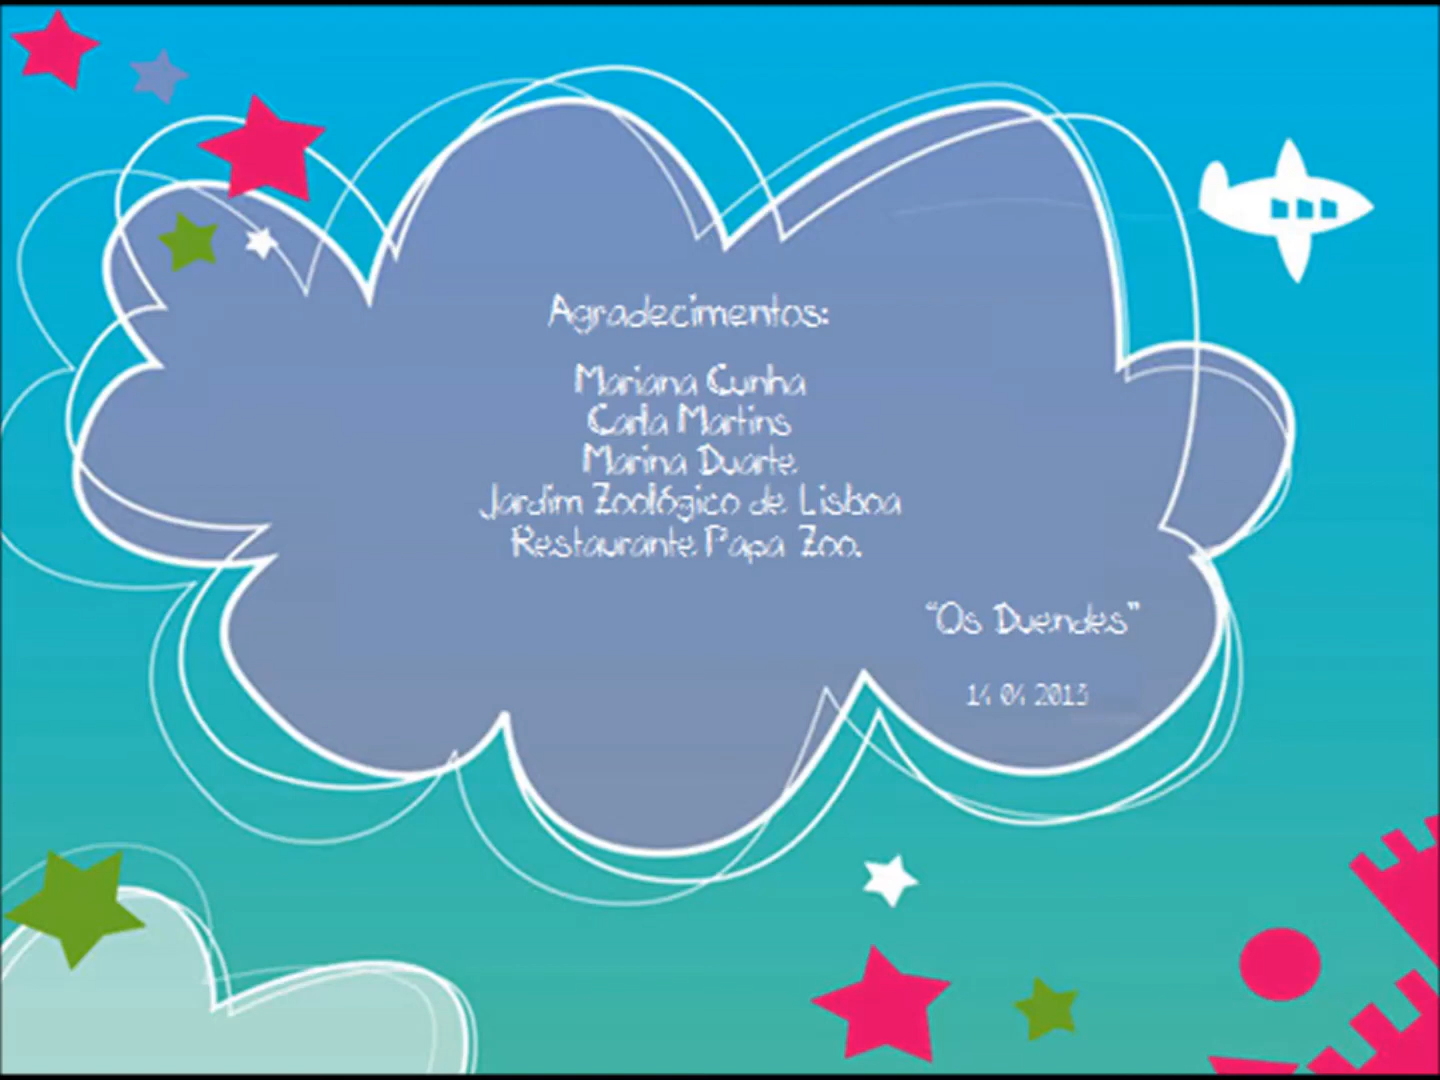 Agradecimentos:
Mariana Cunha
Carla Martins
Marina Duarte
Jardim Zoológico de Lisboa
Restaurante Papa Zoo.
"Os Duendes"
14 04 2013